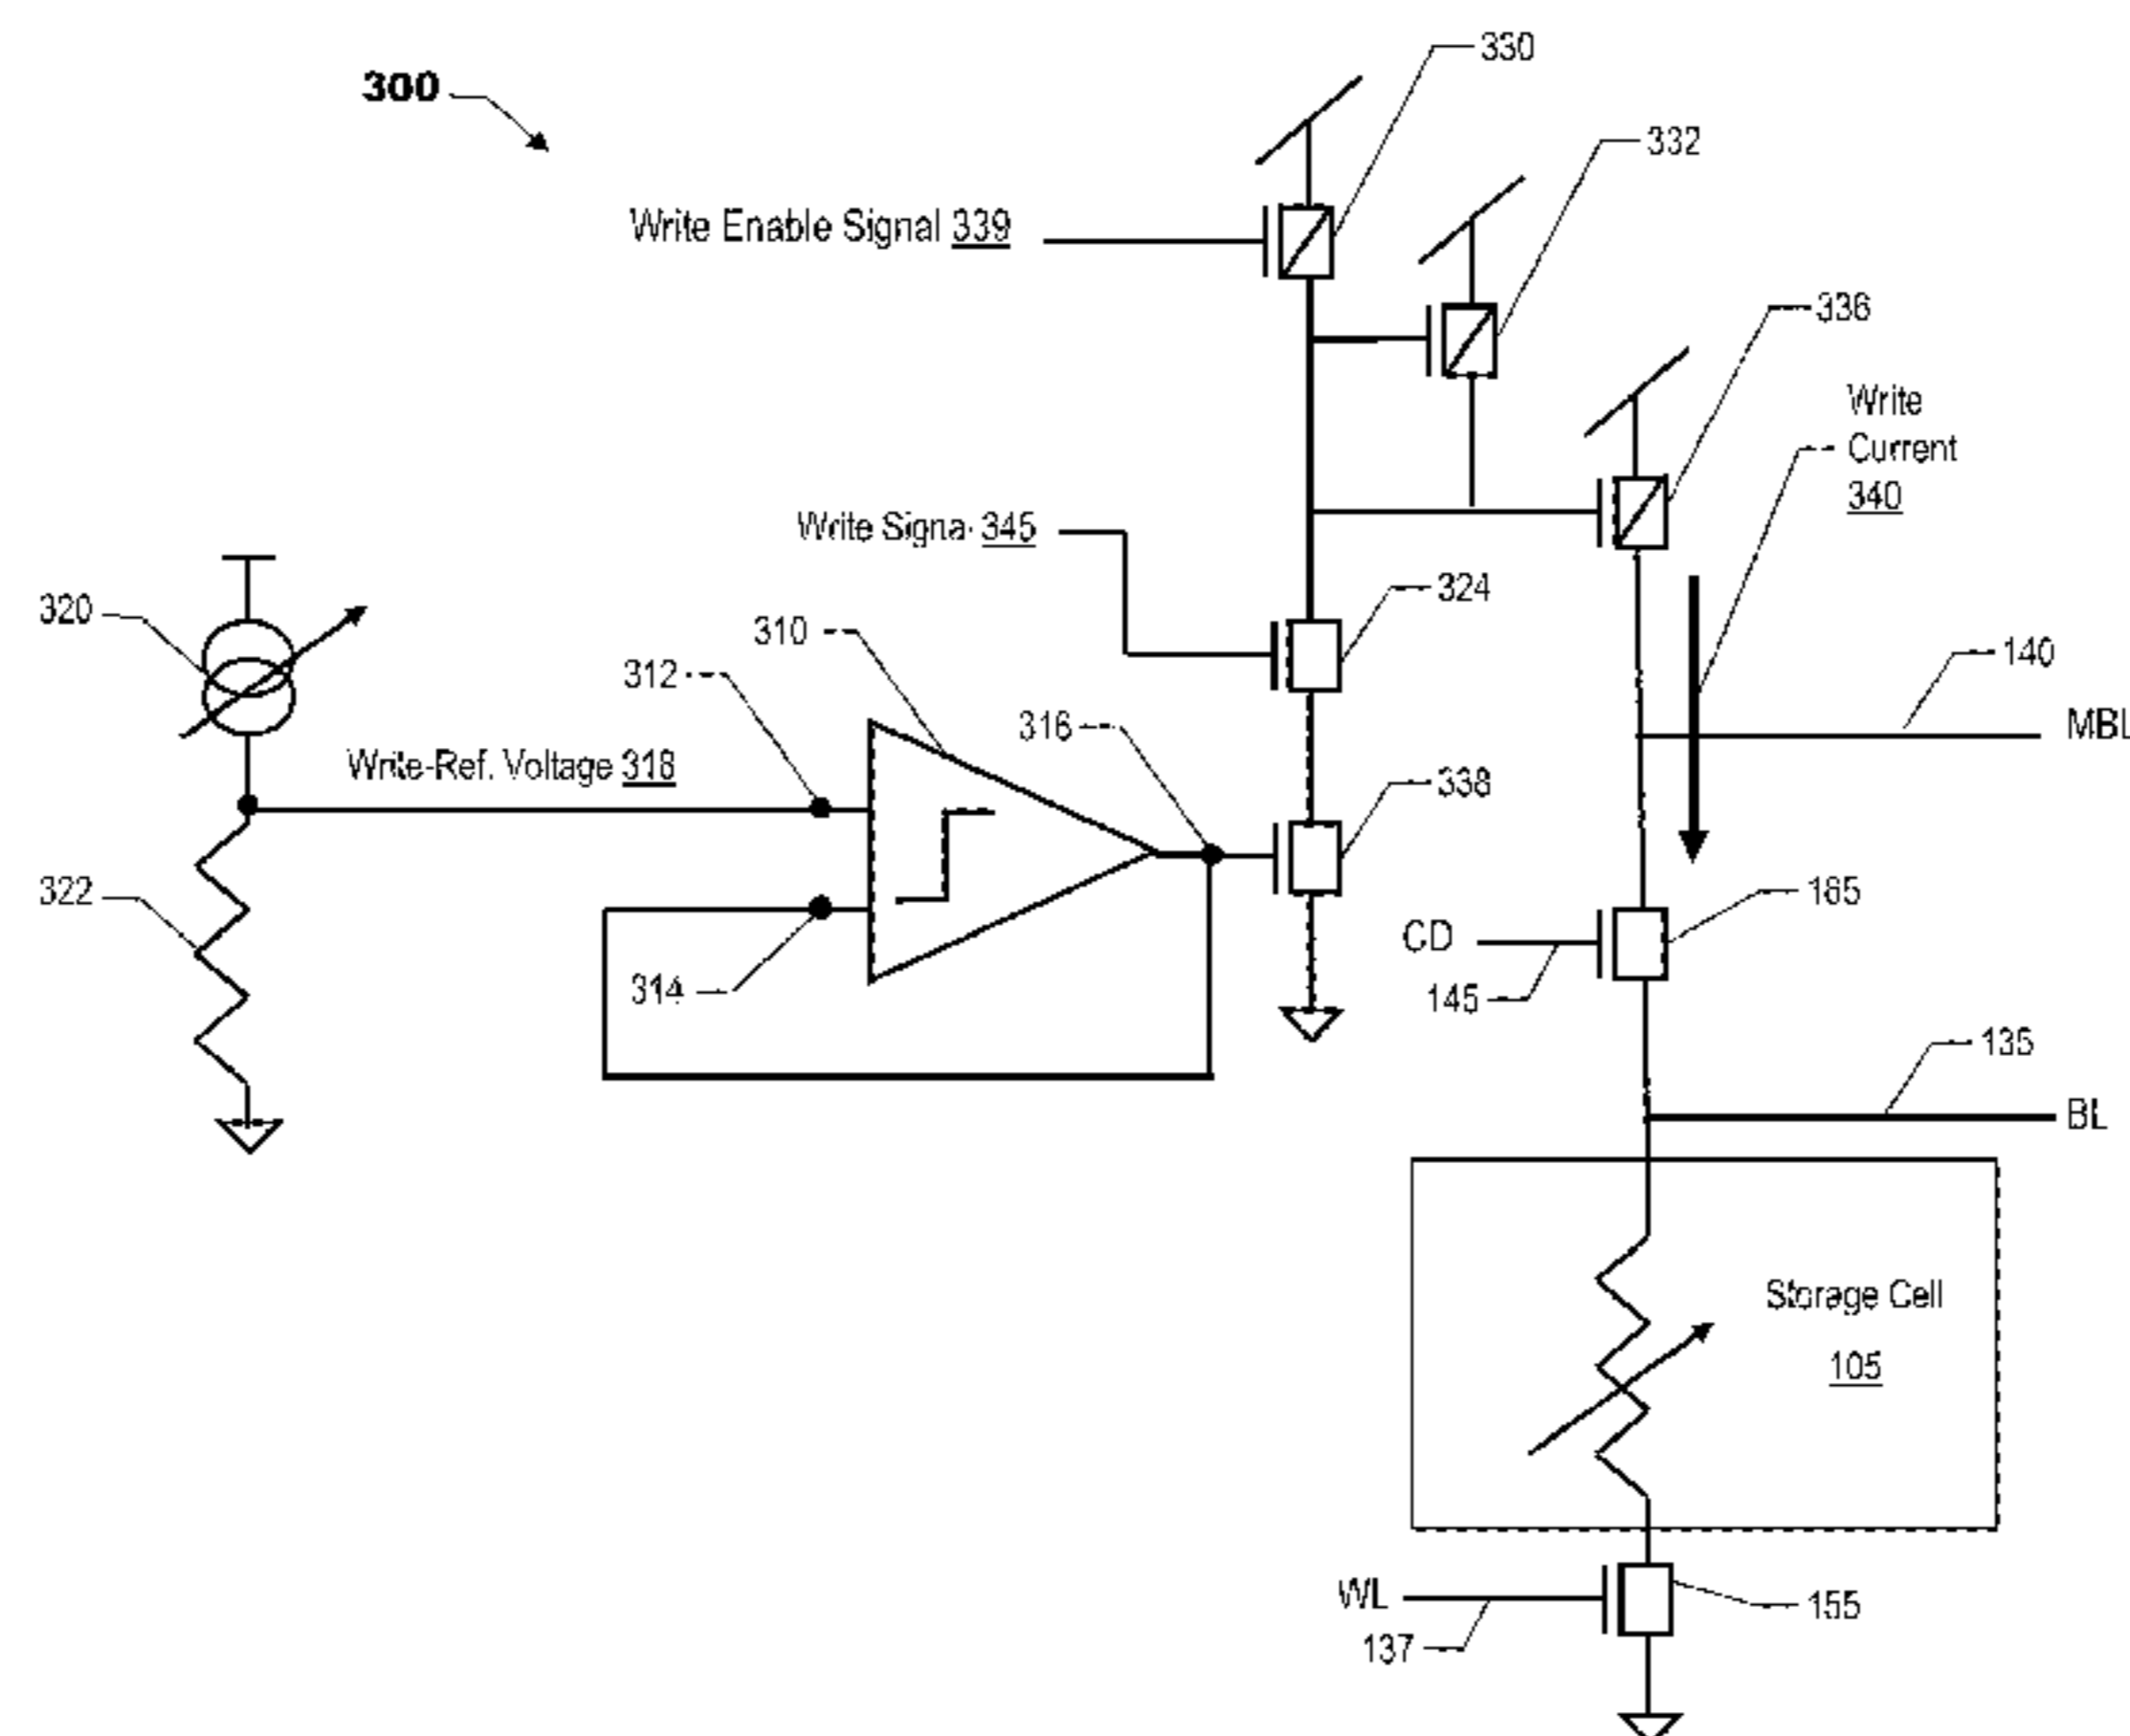 300
330
332
Write Enable Signal 339
336
Write
Current
340
Write Signal 345
324
320
310
312
140
316
MBL
Write-Ref. Voltage 318
338
322
165
CD
314
145
135
BL
Storage Cell
105
WL
155
137